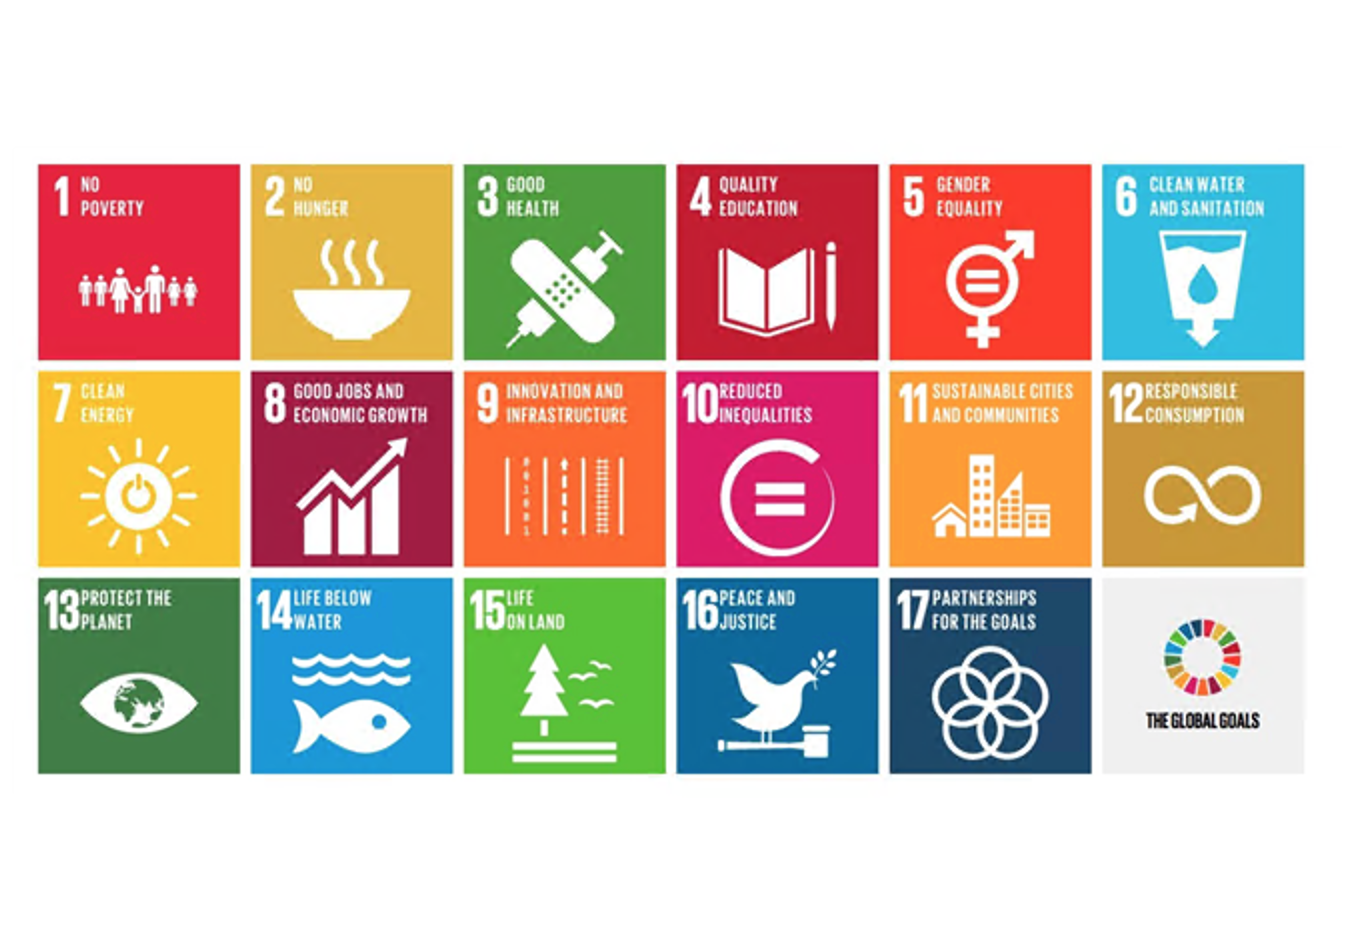 1 NO
POVERTY
2 NO
HUNGER
3 GOOD
HEALTH
4 QUALITY
EDUCATION
5 GENDER
EQUALITY
6 CLEAN WATER
AND SANITATION
7 CLEAN
ENERGY
8 GOOD JOBS AND
ECONOMIC GROWTH
9 INNOVATION AND
INFRASTRUCTURE
10 REDUCED
INEQUALITIES
11 SUSTAINABLE CITIES
AND COMMUNITIES
12 RESPONSIBLE
CONSUMPTION
13 PROTECT THE
PLANET
14 LIFE BELOW
WATER
15 LIFE
ON LAND
16 PEACE AND
JUSTICE
17 PARTNERSHIPS
FOR THE GOALS
THE GLOBAL GOALS